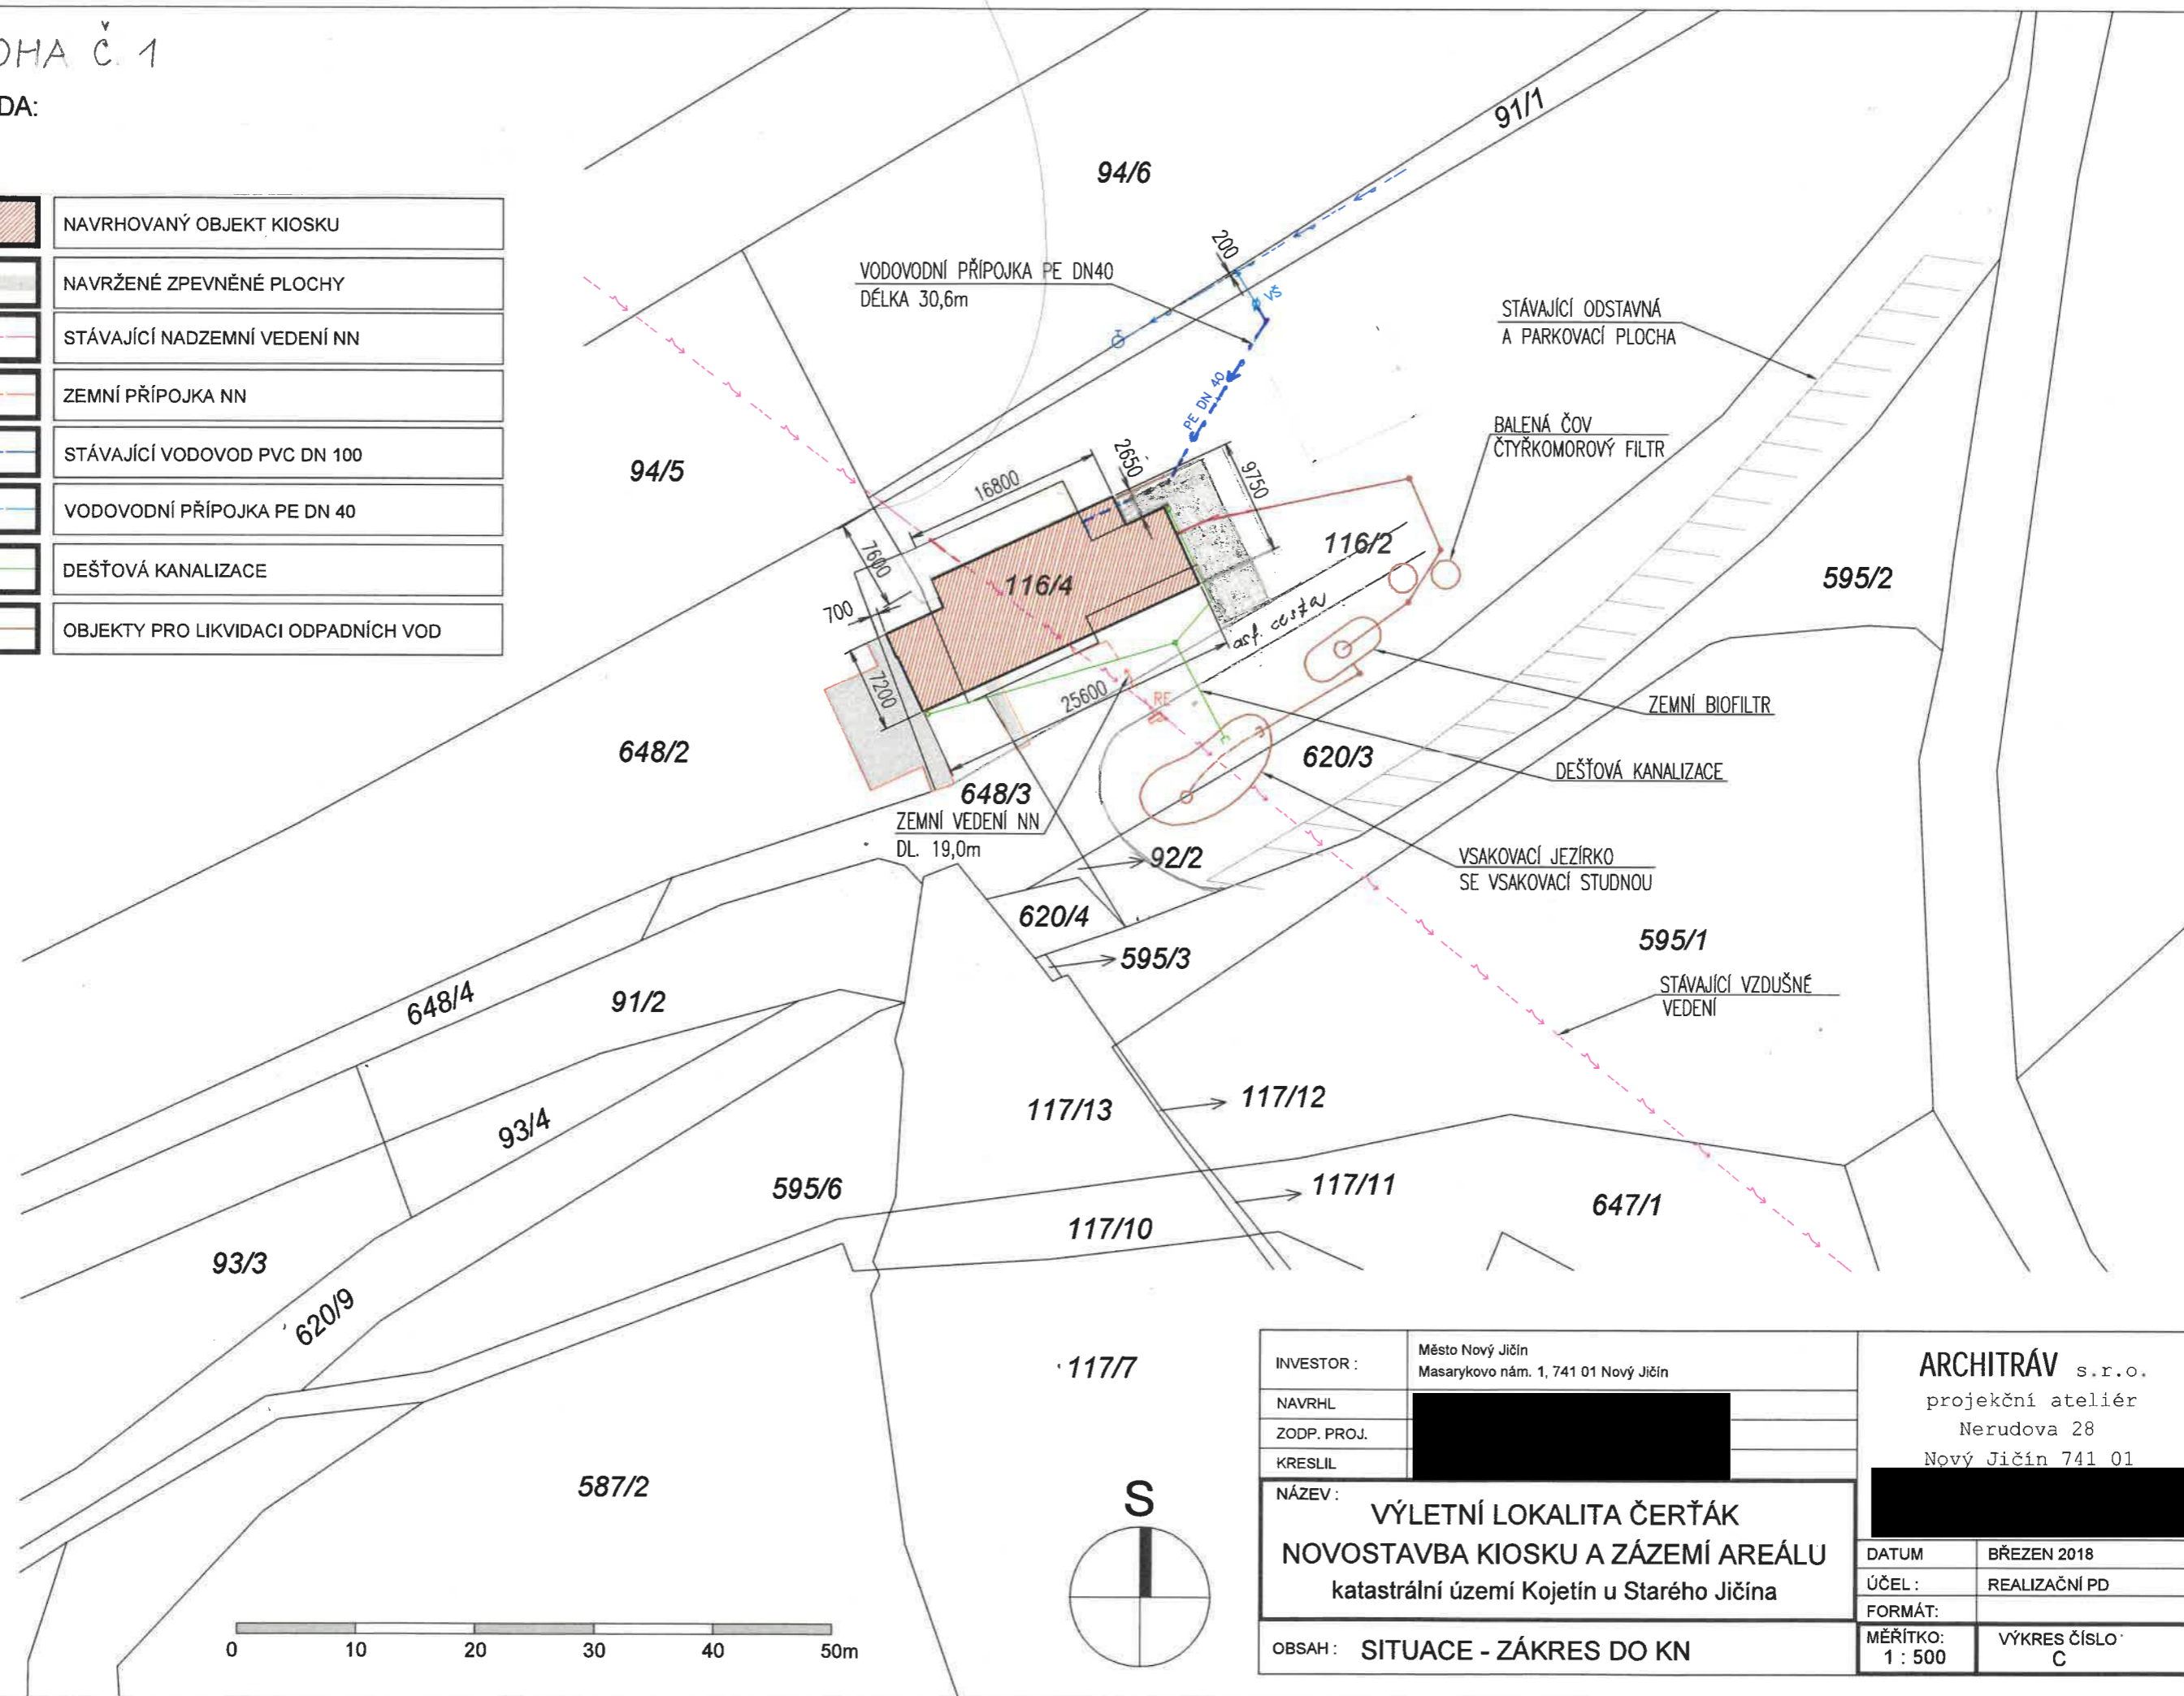 OHA Č. 1
DA:
NAVRHOVANÝ OBJEKT KIOSKU
NAVRŽENÉ ZPEVNĚNÉ PLOCHY
STÁVAJÍCÍ NADZEMNÍ VEDENÍ NN
ZEMNÍ PŘÍPOJKA NN
STÁVAJÍCÍ VODOVOD PVC DN 100
VODOVODNÍ PŘÍPOJKA PE DN 40
DEŠŤOVÁ KANALIZACE
OBJEKTY PRO LIKVIDACI ODPADNÍCH VOD
91/1
94/6
200
VODOVODNÍ PŘÍPOJKA PE DN40
DÉLKA 30,6m
VŠ
STÁVAJÍCÍ ODSTAVNÁ
A PARKOVACÍ PLOCHA
PE DN 40
BALENÁ ČOV
ČTYŘKOMOROVÝ FILTR
94/5
16800
2650
9750
116/2
7600
116/4
595/2
700
asf. cesta
7200
25600
RE
ZEMNÍ BIOFILTR
648/2
620/3
DEŠŤOVÁ KANALIZACE
648/3
ZEMNÍ VEDENÍ NN
DL. 19,0m
92/2
VSAKOVACÍ JEZÍRKO
SE VSAKOVACÍ STUDNOU
620/4
595/3
595/1
STÁVAJÍCÍ VZDUŠNÉ
VEDENÍ
648/4
91/2
117/13
117/12
93/4
595/6
117/11
647/1
117/10
93/3
620/9
117/7
587/2
S
0 10 20 30 40 50m
INVESTOR :
Město Nový Jičín
Masarykovo nám. 1, 741 01 Nový Jičín
NAVRHL
ZODP. PROJ.
KRESLIL
ARCHITRÁV s.r.o.
projekční ateliér
Nerudova 28
Nový Jičín 741 01
NÁZEV :
VÝLETNÍ LOKALITA ČERŤÁK
NOVOSTAVBA KIOSKU A ZÁZEMÍ AREÁLU
katastrální území Kojetín u Starého Jičína
DATUM BŘEZEN 2018
ÚČEL : REALIZAČNÍ PD
FORMÁT:
OBSAH : SITUACE - ZÁKRES DO KN
MĚŘÍTKO:
1 : 500
VÝKRES ČÍSLO
C